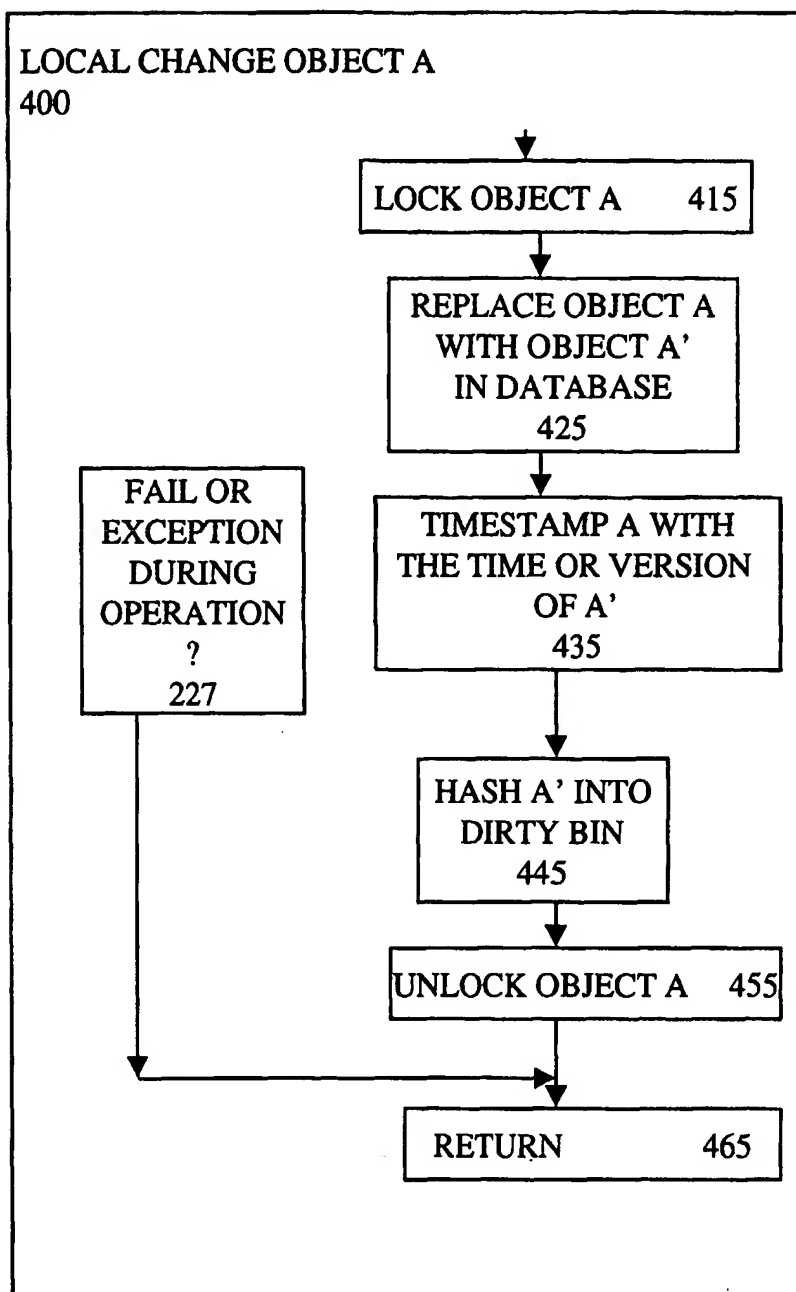 LOCAL CHANGE OBJECT A
400
LOCK OBJECT A 415
REPLACE OBJECT A
WITH OBJECT A'
IN DATABASE
425
FAIL OR
EXCEPTION
DURING
OPERATION
?
227
TIMESTAMP A WITH
THE TIME OR VERSION
OF A'
435
HASH A' INTO
DIRTY BIN
445
UNLOCK OBJECT A 455
RETURN 465